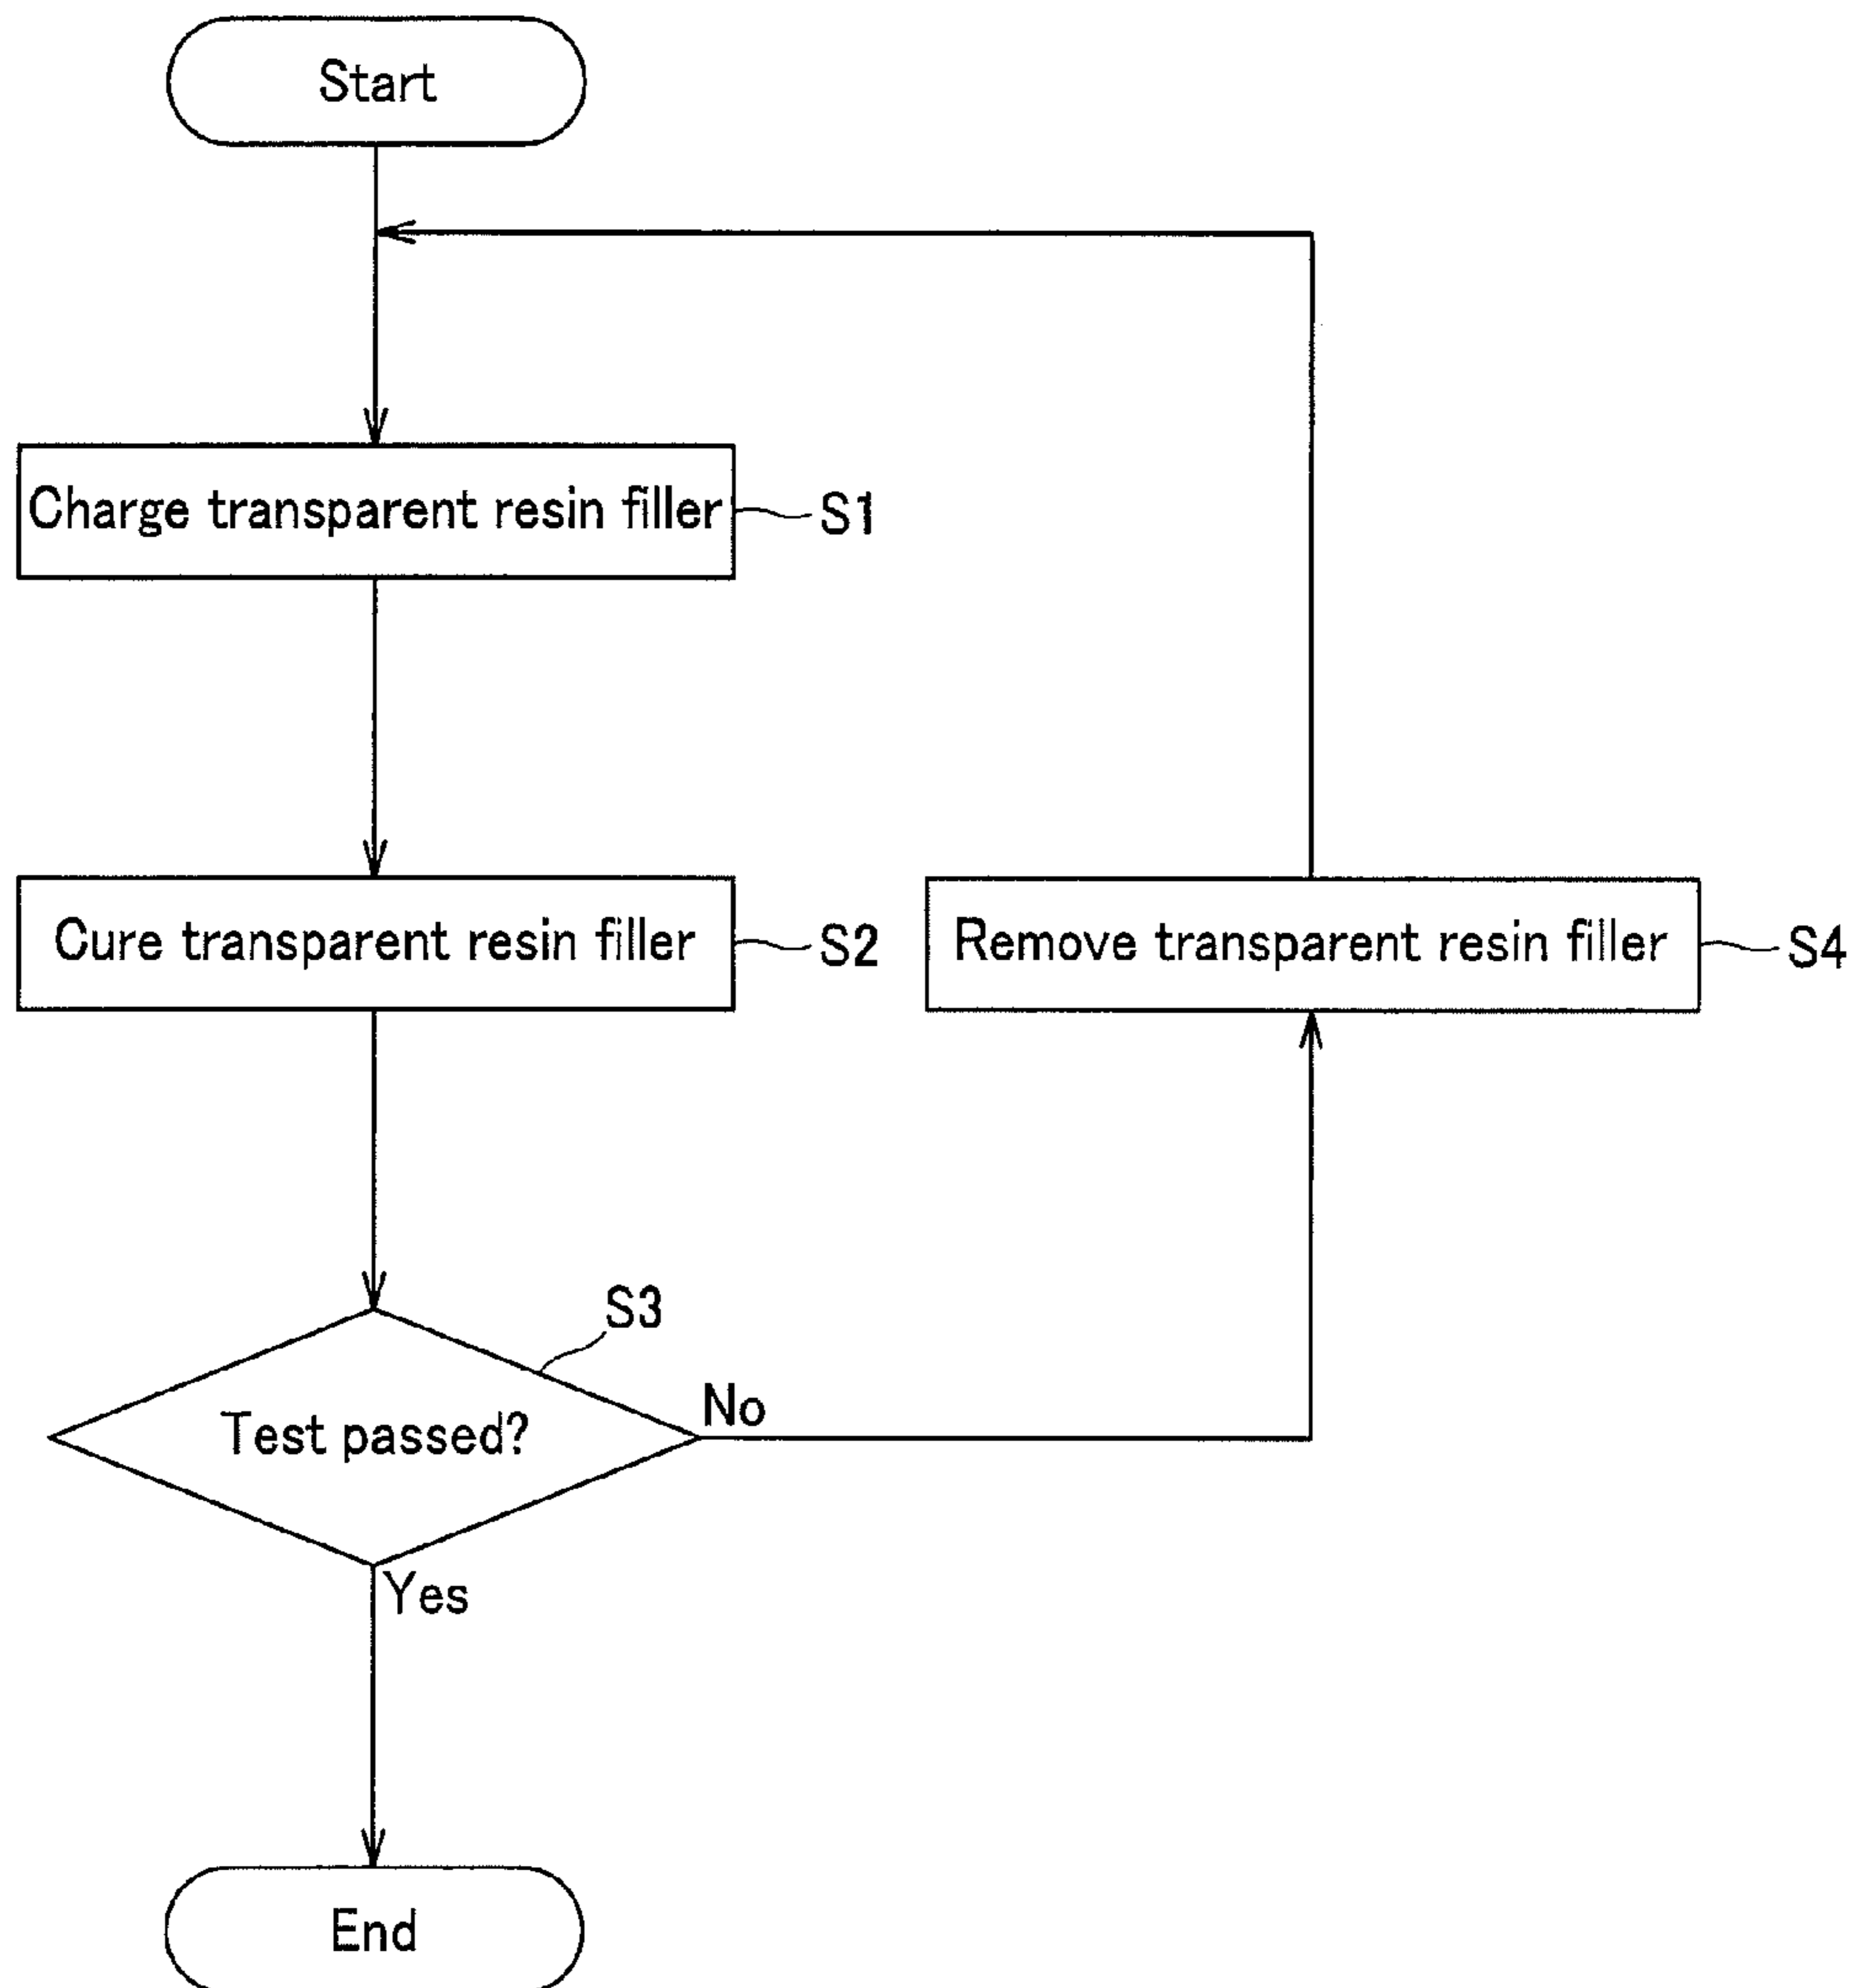 Start
Charge transparent resin filler
S1
Cure transparent resin filler
S2
Remove transparent resin filler
S4
S3
Test passed?
No
Yes
End